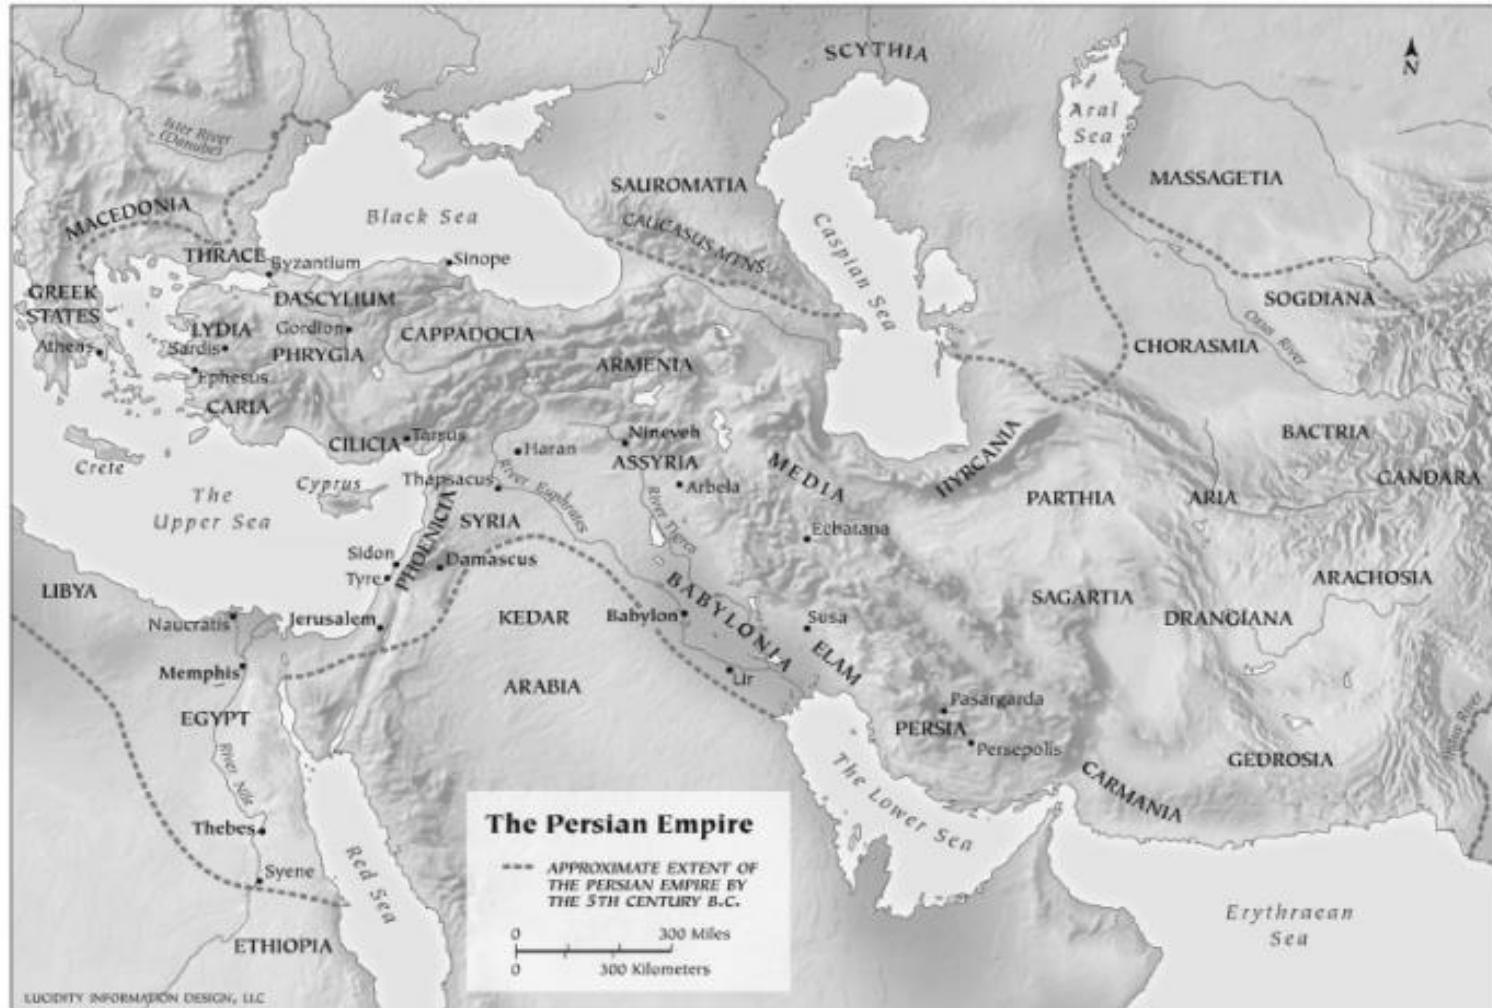 SCYTHIA
N
Aral
Sea
Ister River
(Danube)
MASSAGETIA
SAUROMATIA
MACEDONIA
Black Sea
CAUCASUS MTNS
Caspian Sea
THRACE
Byzantium
Sinope
GREEK
STATES
DASCYLIUM
SOGDIANA
LYDIA
Gordion
CAPPADOCIA
Oxus River
Athens
Sardis
PHRYGIA
CHORASMIA
ARMENIA
Ephesus
CARIA
CILICIA
Tarsus
Nineveh
HYRCANIA
BACTRIA
Crete
Haran
ASSYRIA
MEDIA
GANDARA
Cyprus
Thapsacus
River Euphrates
Arbela
PARTHIA
ARIA
The
Upper Sea
PHOENICIA
SYRIA
River Tigris
Ecbatana
Sidon
Damascus
Tyre
ARACHOSIA
LIBYA
BABYLONIA
SAGARTIA
Naucratis
Jerusalem
KEDAR
Babylon
Susa
DRANGIANA
Memphis
ELAM
Ur
ARABIA
Pasargarda
EGYPT
PERSIA
Persepolis
Indus River
River Nile
GEDROSIA
CARMANIA
The Lower Sea
Thebes
Syene
Red Sea
The Persian Empire
APPROXIMATE EXTENT OF
THE PERSIAN EMPIRE BY
THE 5TH CENTURY B.C.
0 300 Miles
0 300 Kilometers
Erythraean
Sea
ETHIOPIA
LUCIDITY INFORMATION DESIGN, LLC